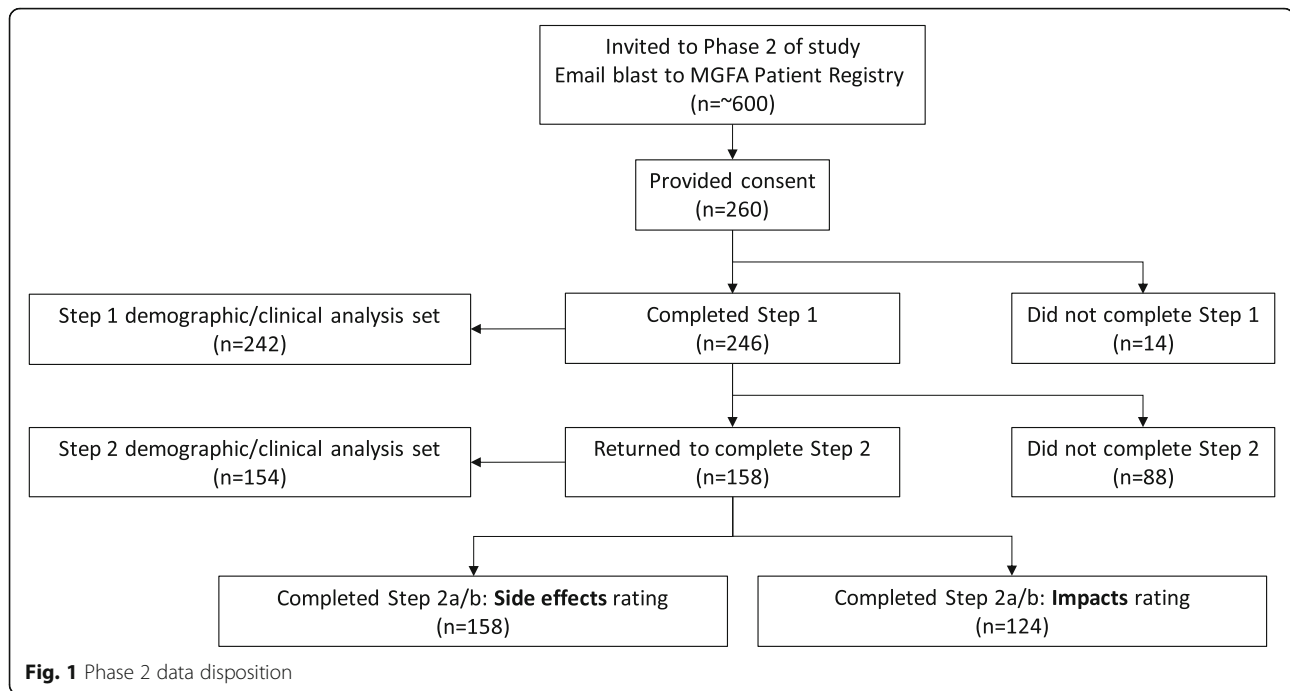 Invited to Phase 2 of study
Email blast to MGFA Patient Registry
(n=~600)
Provided consent
(n=260)
Step 1 demographic/clinical analysis set
(n=242)
Completed Step 1
(n=246)
Did not complete Step 1
(n=14)
Step 2 demographic/clinical analysis set
(n=154)
Returned to complete Step 2
(n=158)
Did not complete Step 2
(n=88)
Completed Step 2a/b: Side effects rating
(n=158)
Completed Step 2a/b: Impacts rating
(n=124)
Fig. 1 Phase 2 data disposition